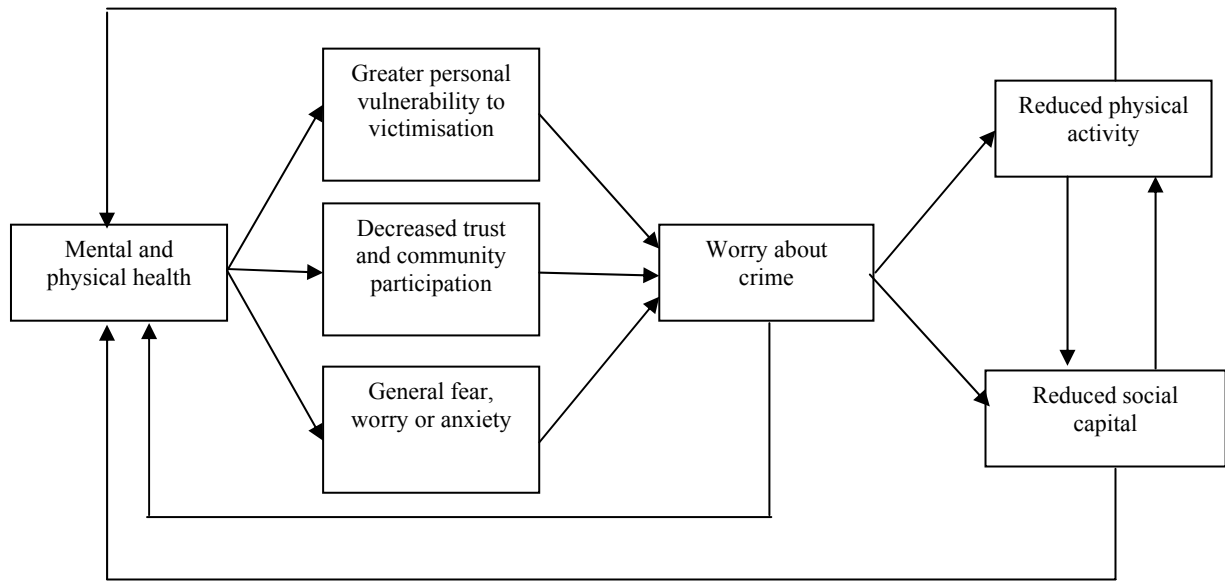 Greater personal
vulnerability to
victimisation
Reduced physical
activity
Mental and
physical health
Decreased trust
and community
participation
Worry about
crime
General fear,
worry or anxiety
Reduced social
capital